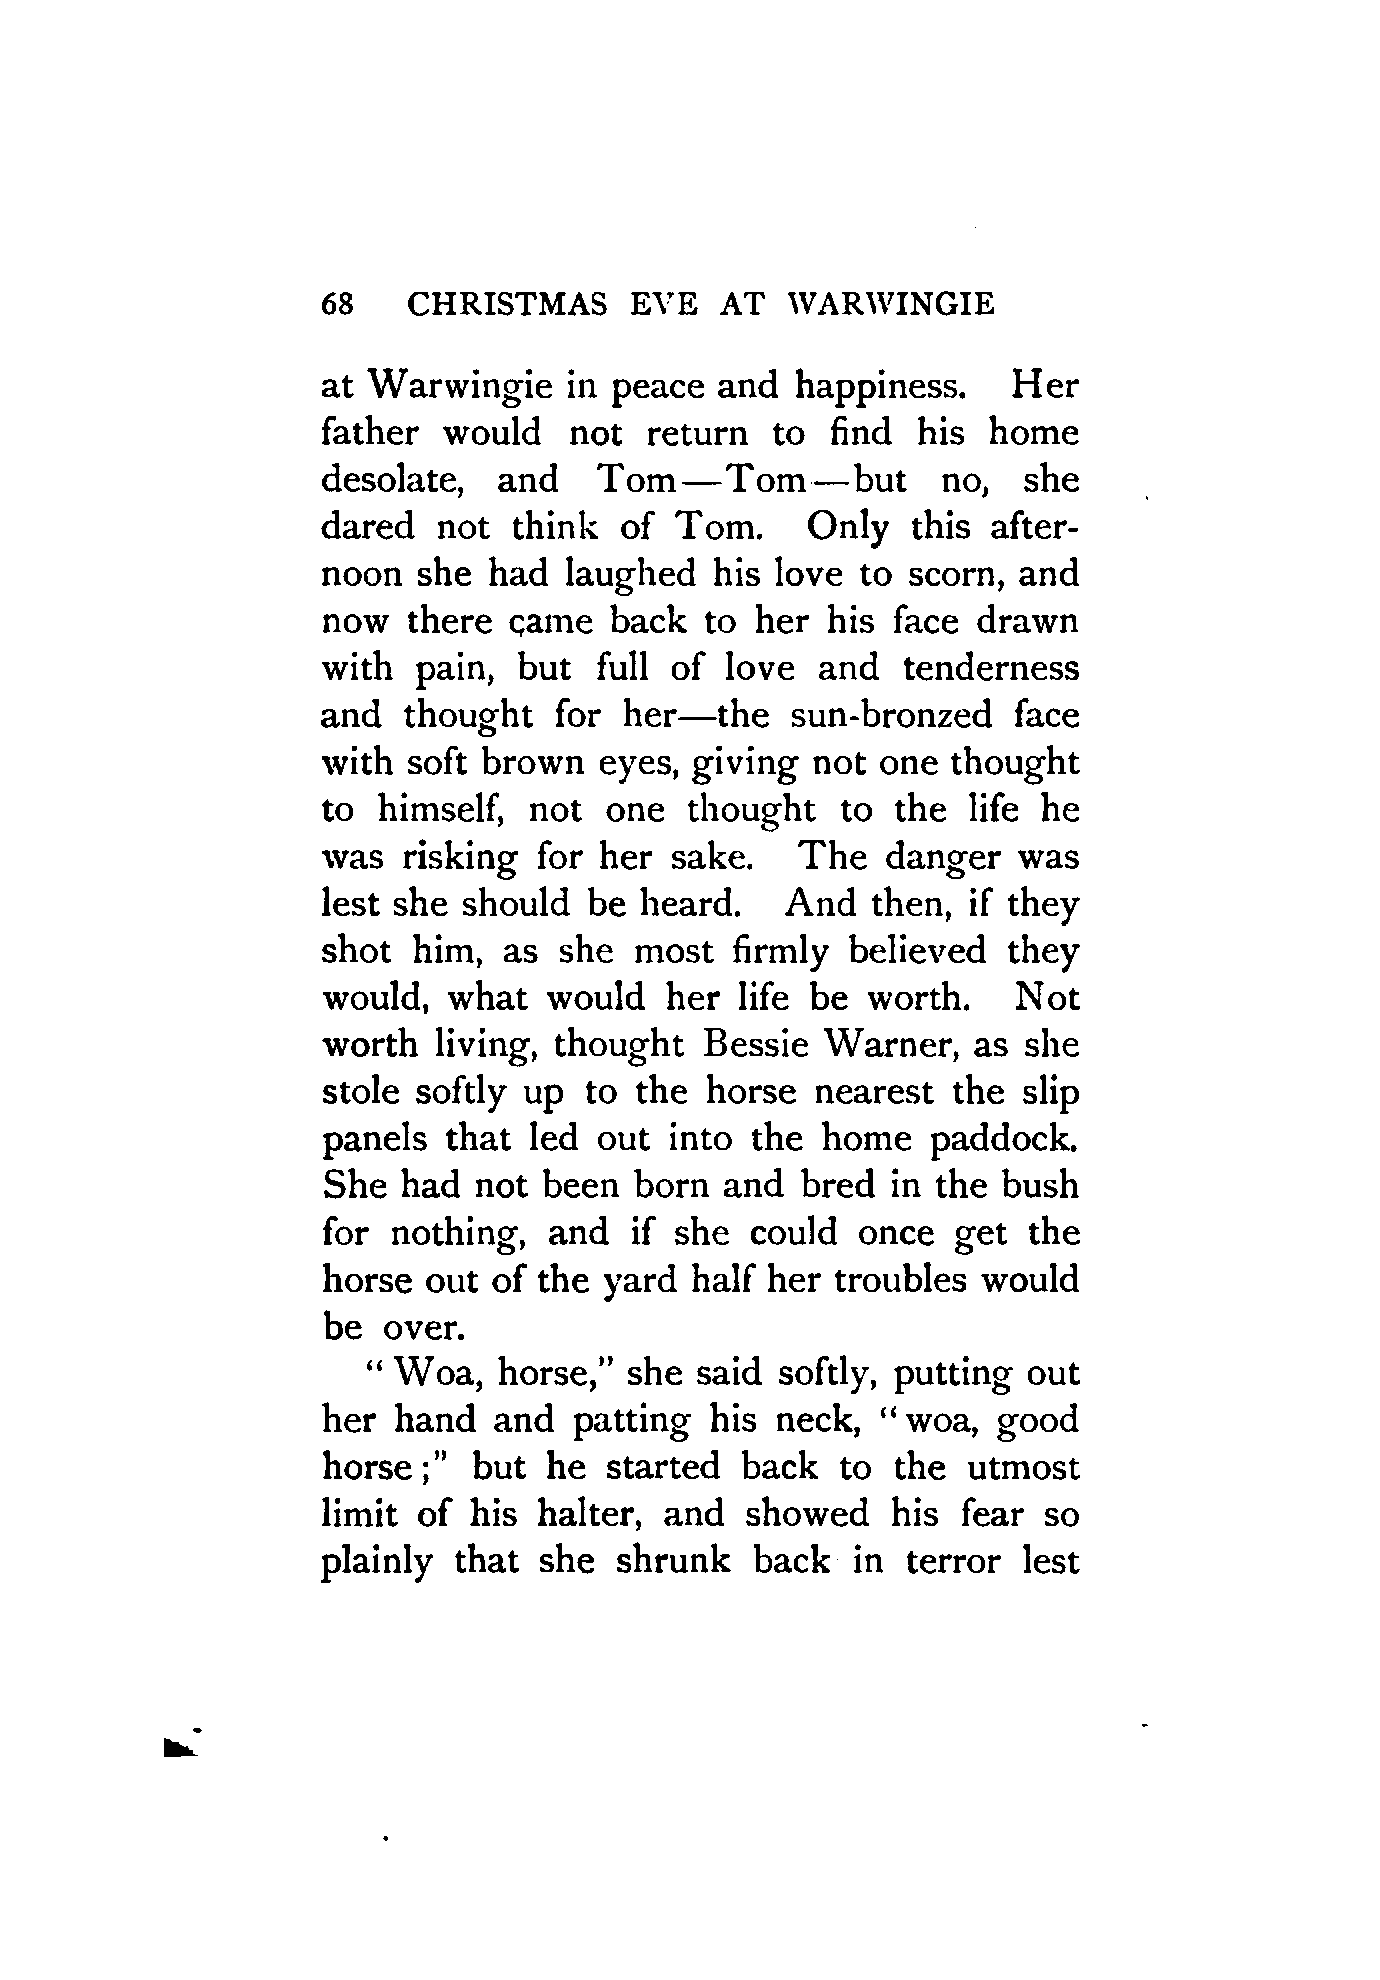 68 CHRISTMAS EVE AT WARWINGIE
at Warwingie in peace and happiness. Her
father would not return to find his home
desolate, and Tom—Tom—but no, she
dared not think of Tom. Only this after-
noon she had laughed his love to scorn, and
now there came back to her his face drawn
with pain, but full of love and tenderness
and thought for her—the sun-bronzed face
with soft brown eyes, giving not one thought
to himself, not one thought to the life he
was risking for her sake. The danger was
lest she should be heard. And then, if they
shot him, as she most firmly believed they
would, what would her life be worth. Not
worth living, thought Bessie Warner, as she
stole softly up to the horse nearest the slip
panels that led out into the home paddock.
She had not been born and bred in the bush
for nothing, and if she could once get the
horse out of the yard half her troubles would
be over.
“ Woa, horse,” she said softly, putting out
her hand and patting his neck, “ woa, good
horse ;” but he started back to the utmost
limit of his halter, and showed his fear so
plainly that she shrunk back in terror lest